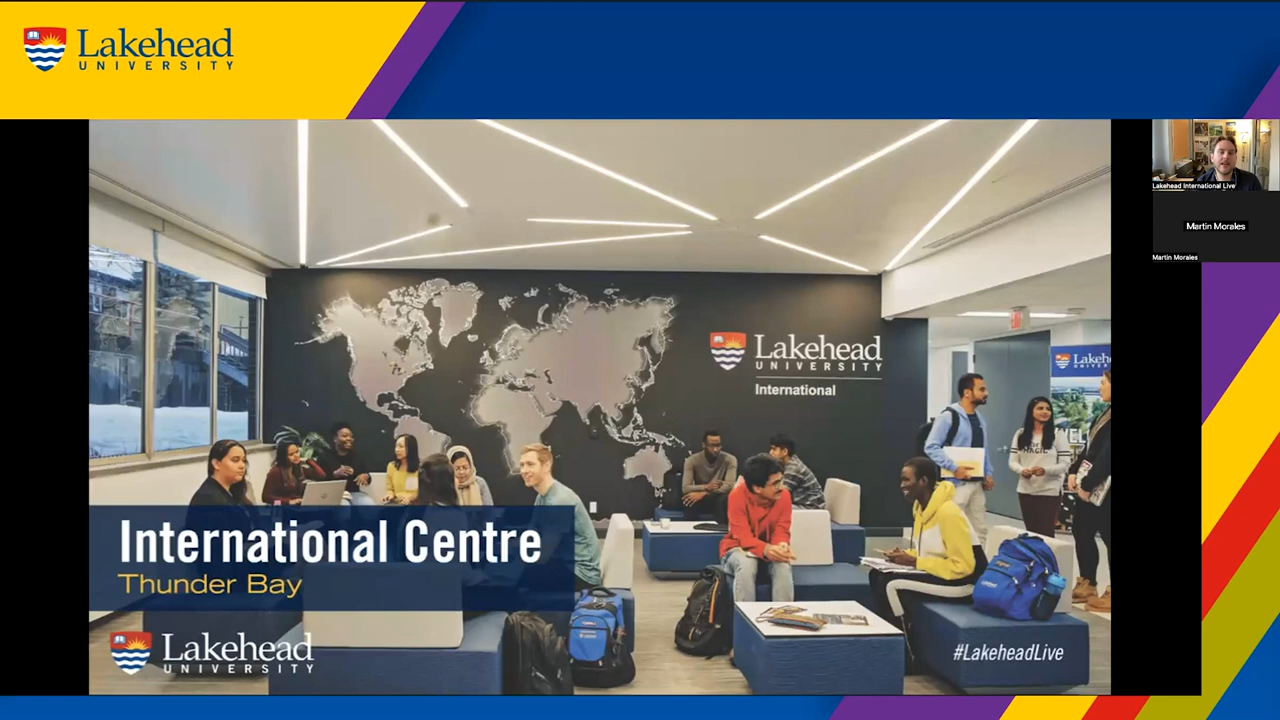 Lakehead
UNIVERSITY
Lakehead International Live
Martin Morales
Martin Morales
Lakehead
UNIVERSITY
International
MAGIC
International Centre
Thunder Bay
Lakehead
UNIVERSITY
#LakeheadLive